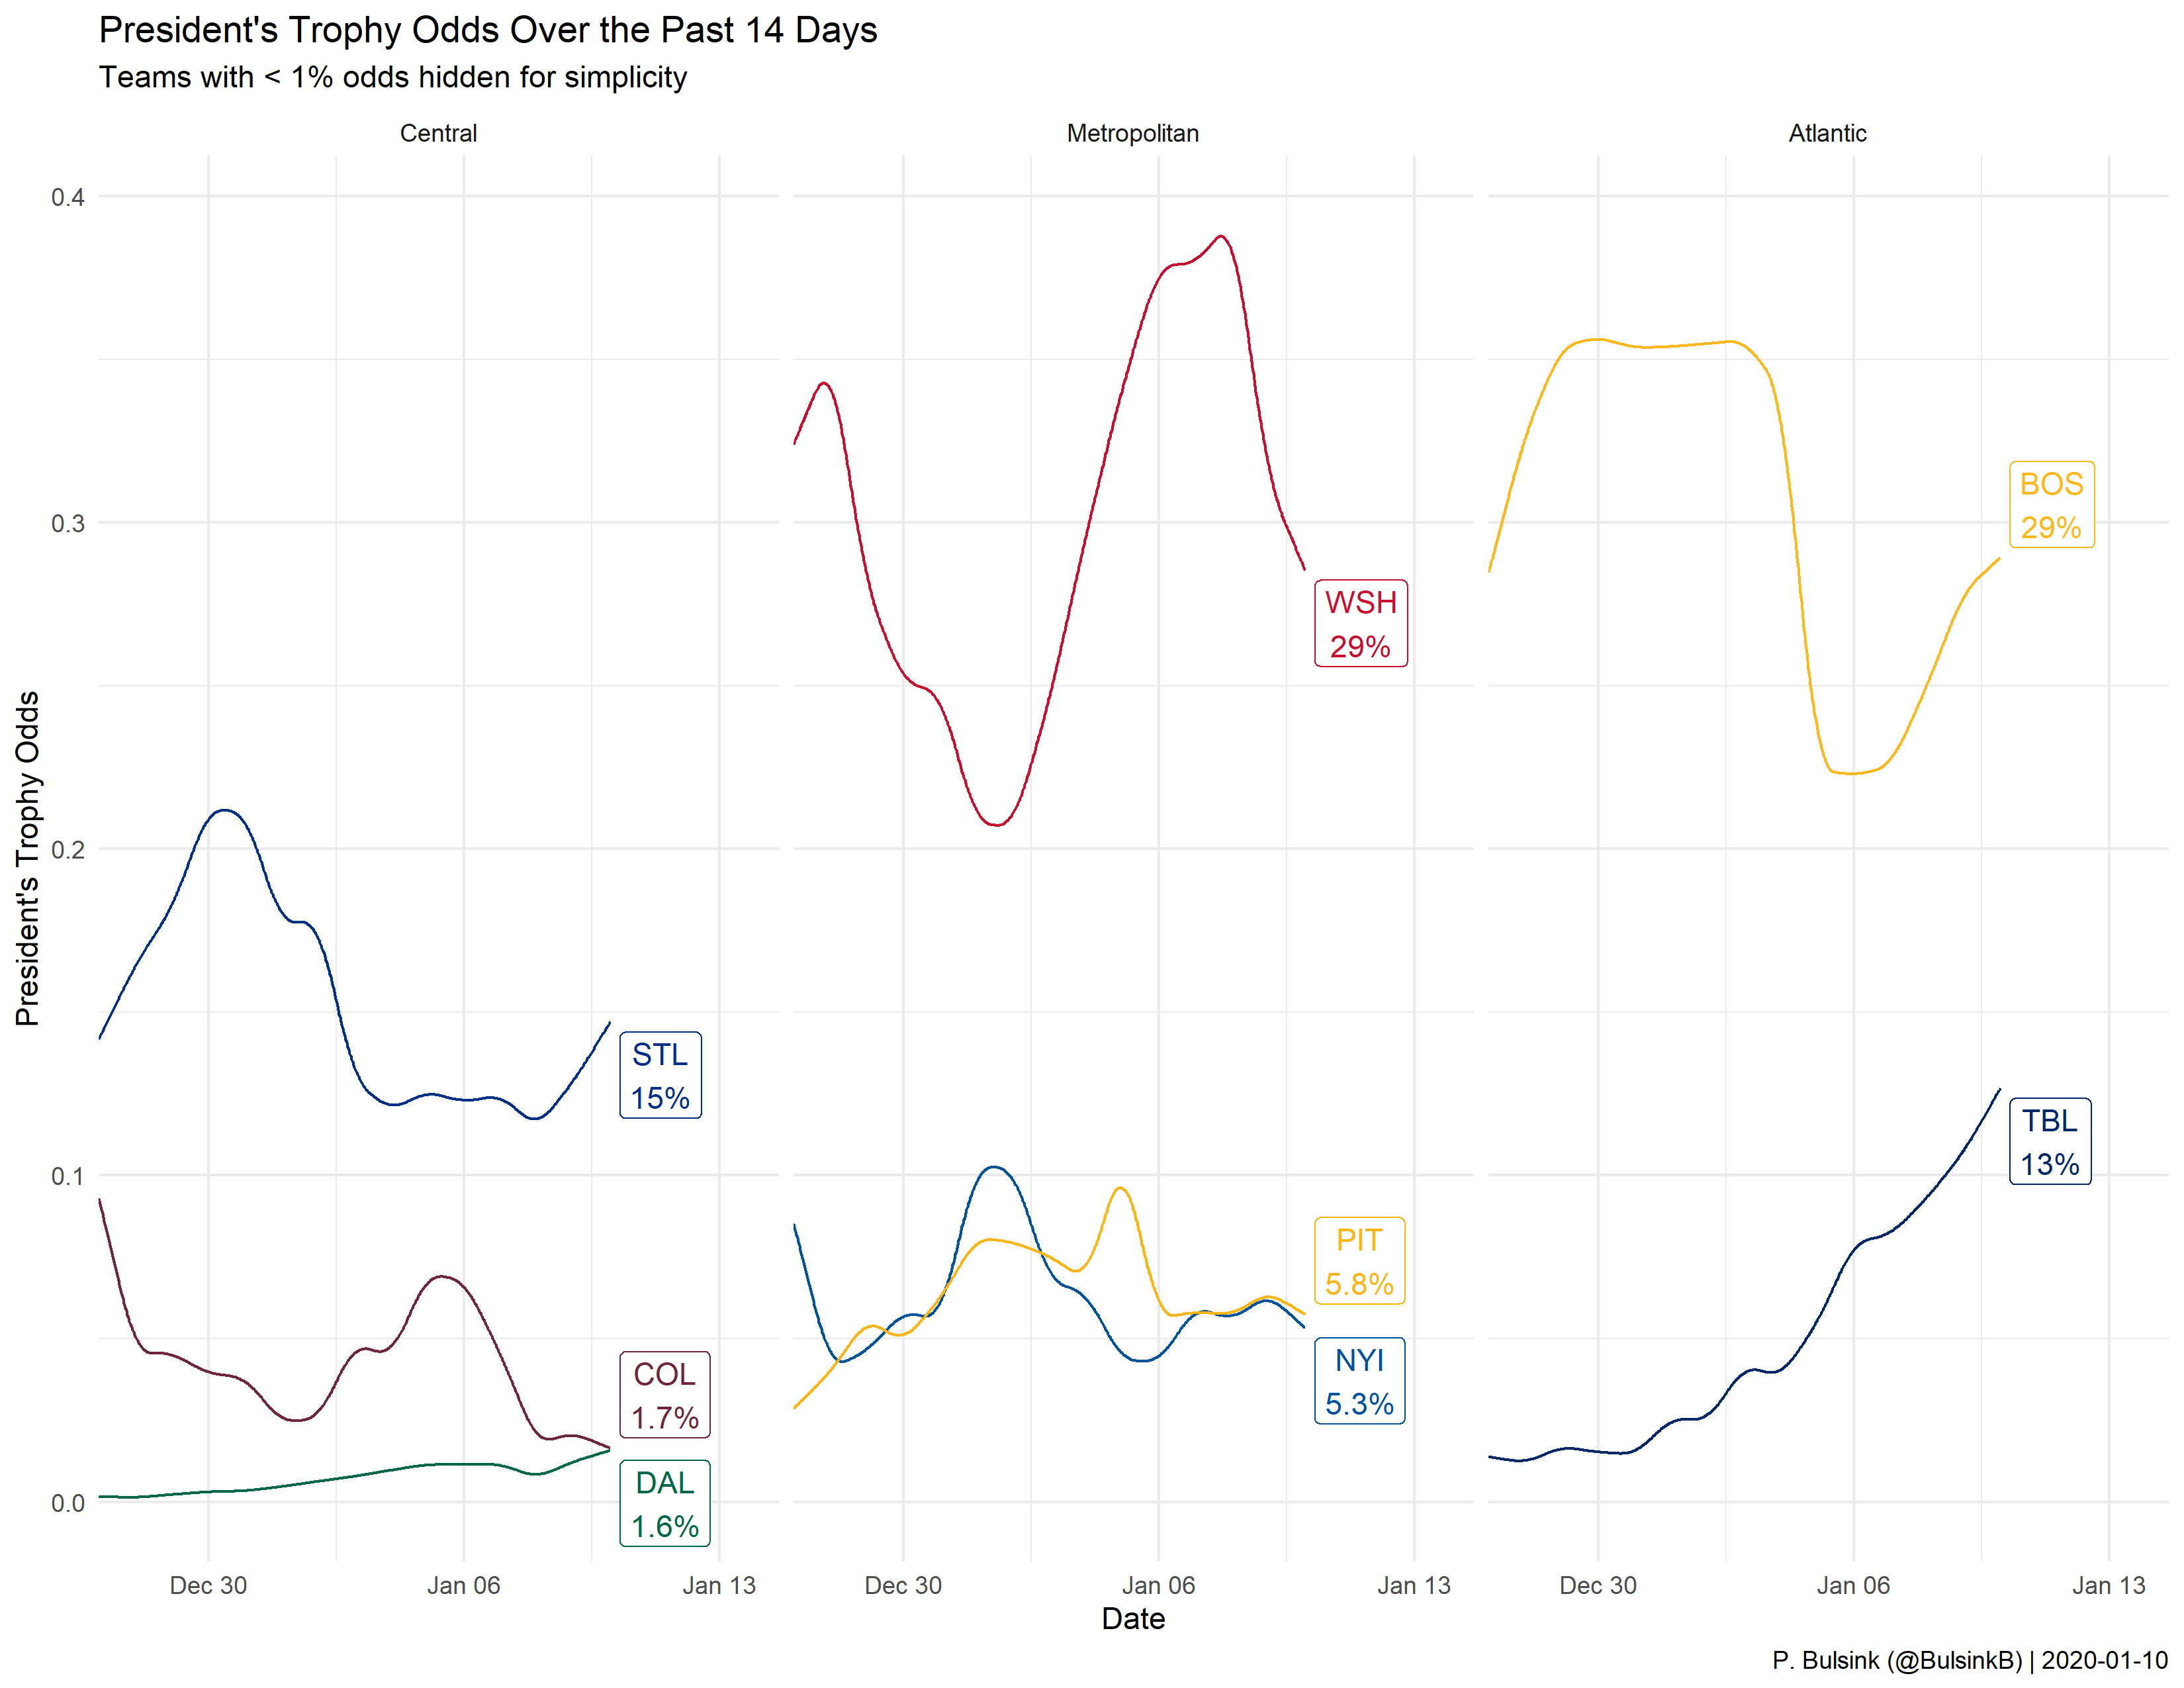 President's Trophy Odds Over the Past 14 Days
Teams with < 1% odds hidden for simplicity
Central
Metropolitan
Atlantic
President's Trophy Odds
0.4
0.3
0.2
0.1
0.0
STL
15%
COL
1.7%
DAL
1.6%
WSH
29%
PIT
5.8%
NYI
5.3%
BOS
29%
TBL
13%
Dec 30
Jan 06
Jan 13
Dec 30
Jan 06
Jan 13
Dec 30
Jan 06
Jan 13
Date
P. Bulsink (@BulsinkB) | 2020-01-10